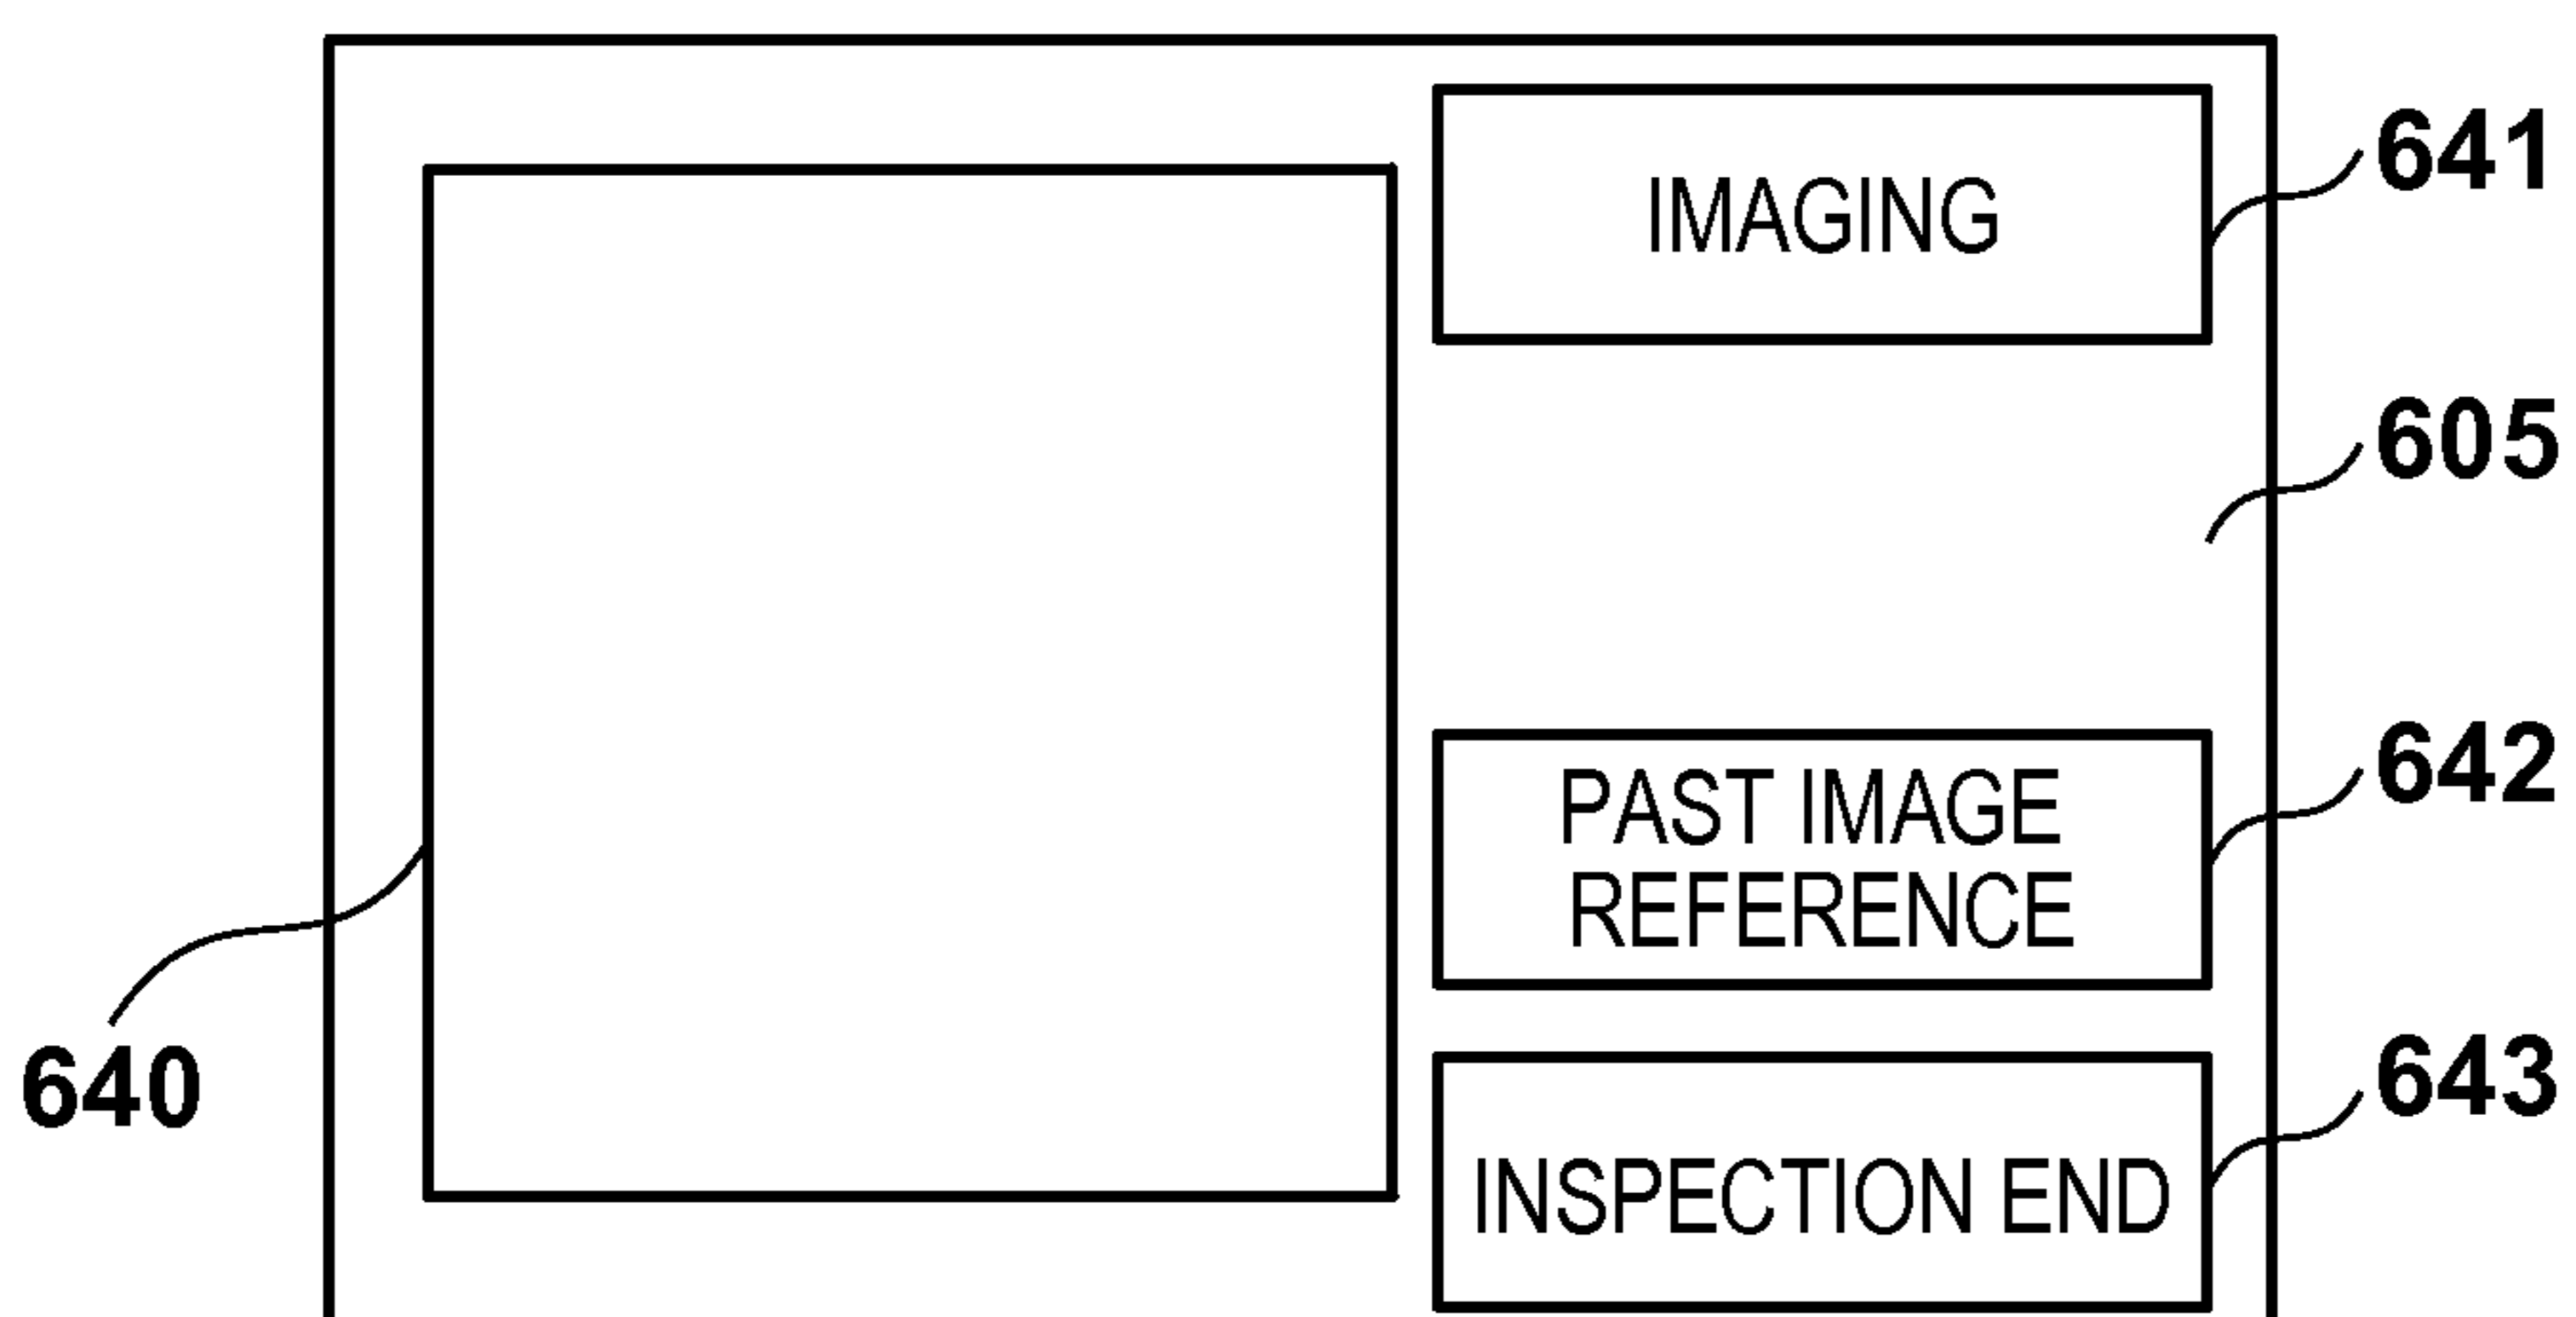 IMAGING
641
605
PAST IMAGE
REFERENCE
642
640
INSPECTION END
643